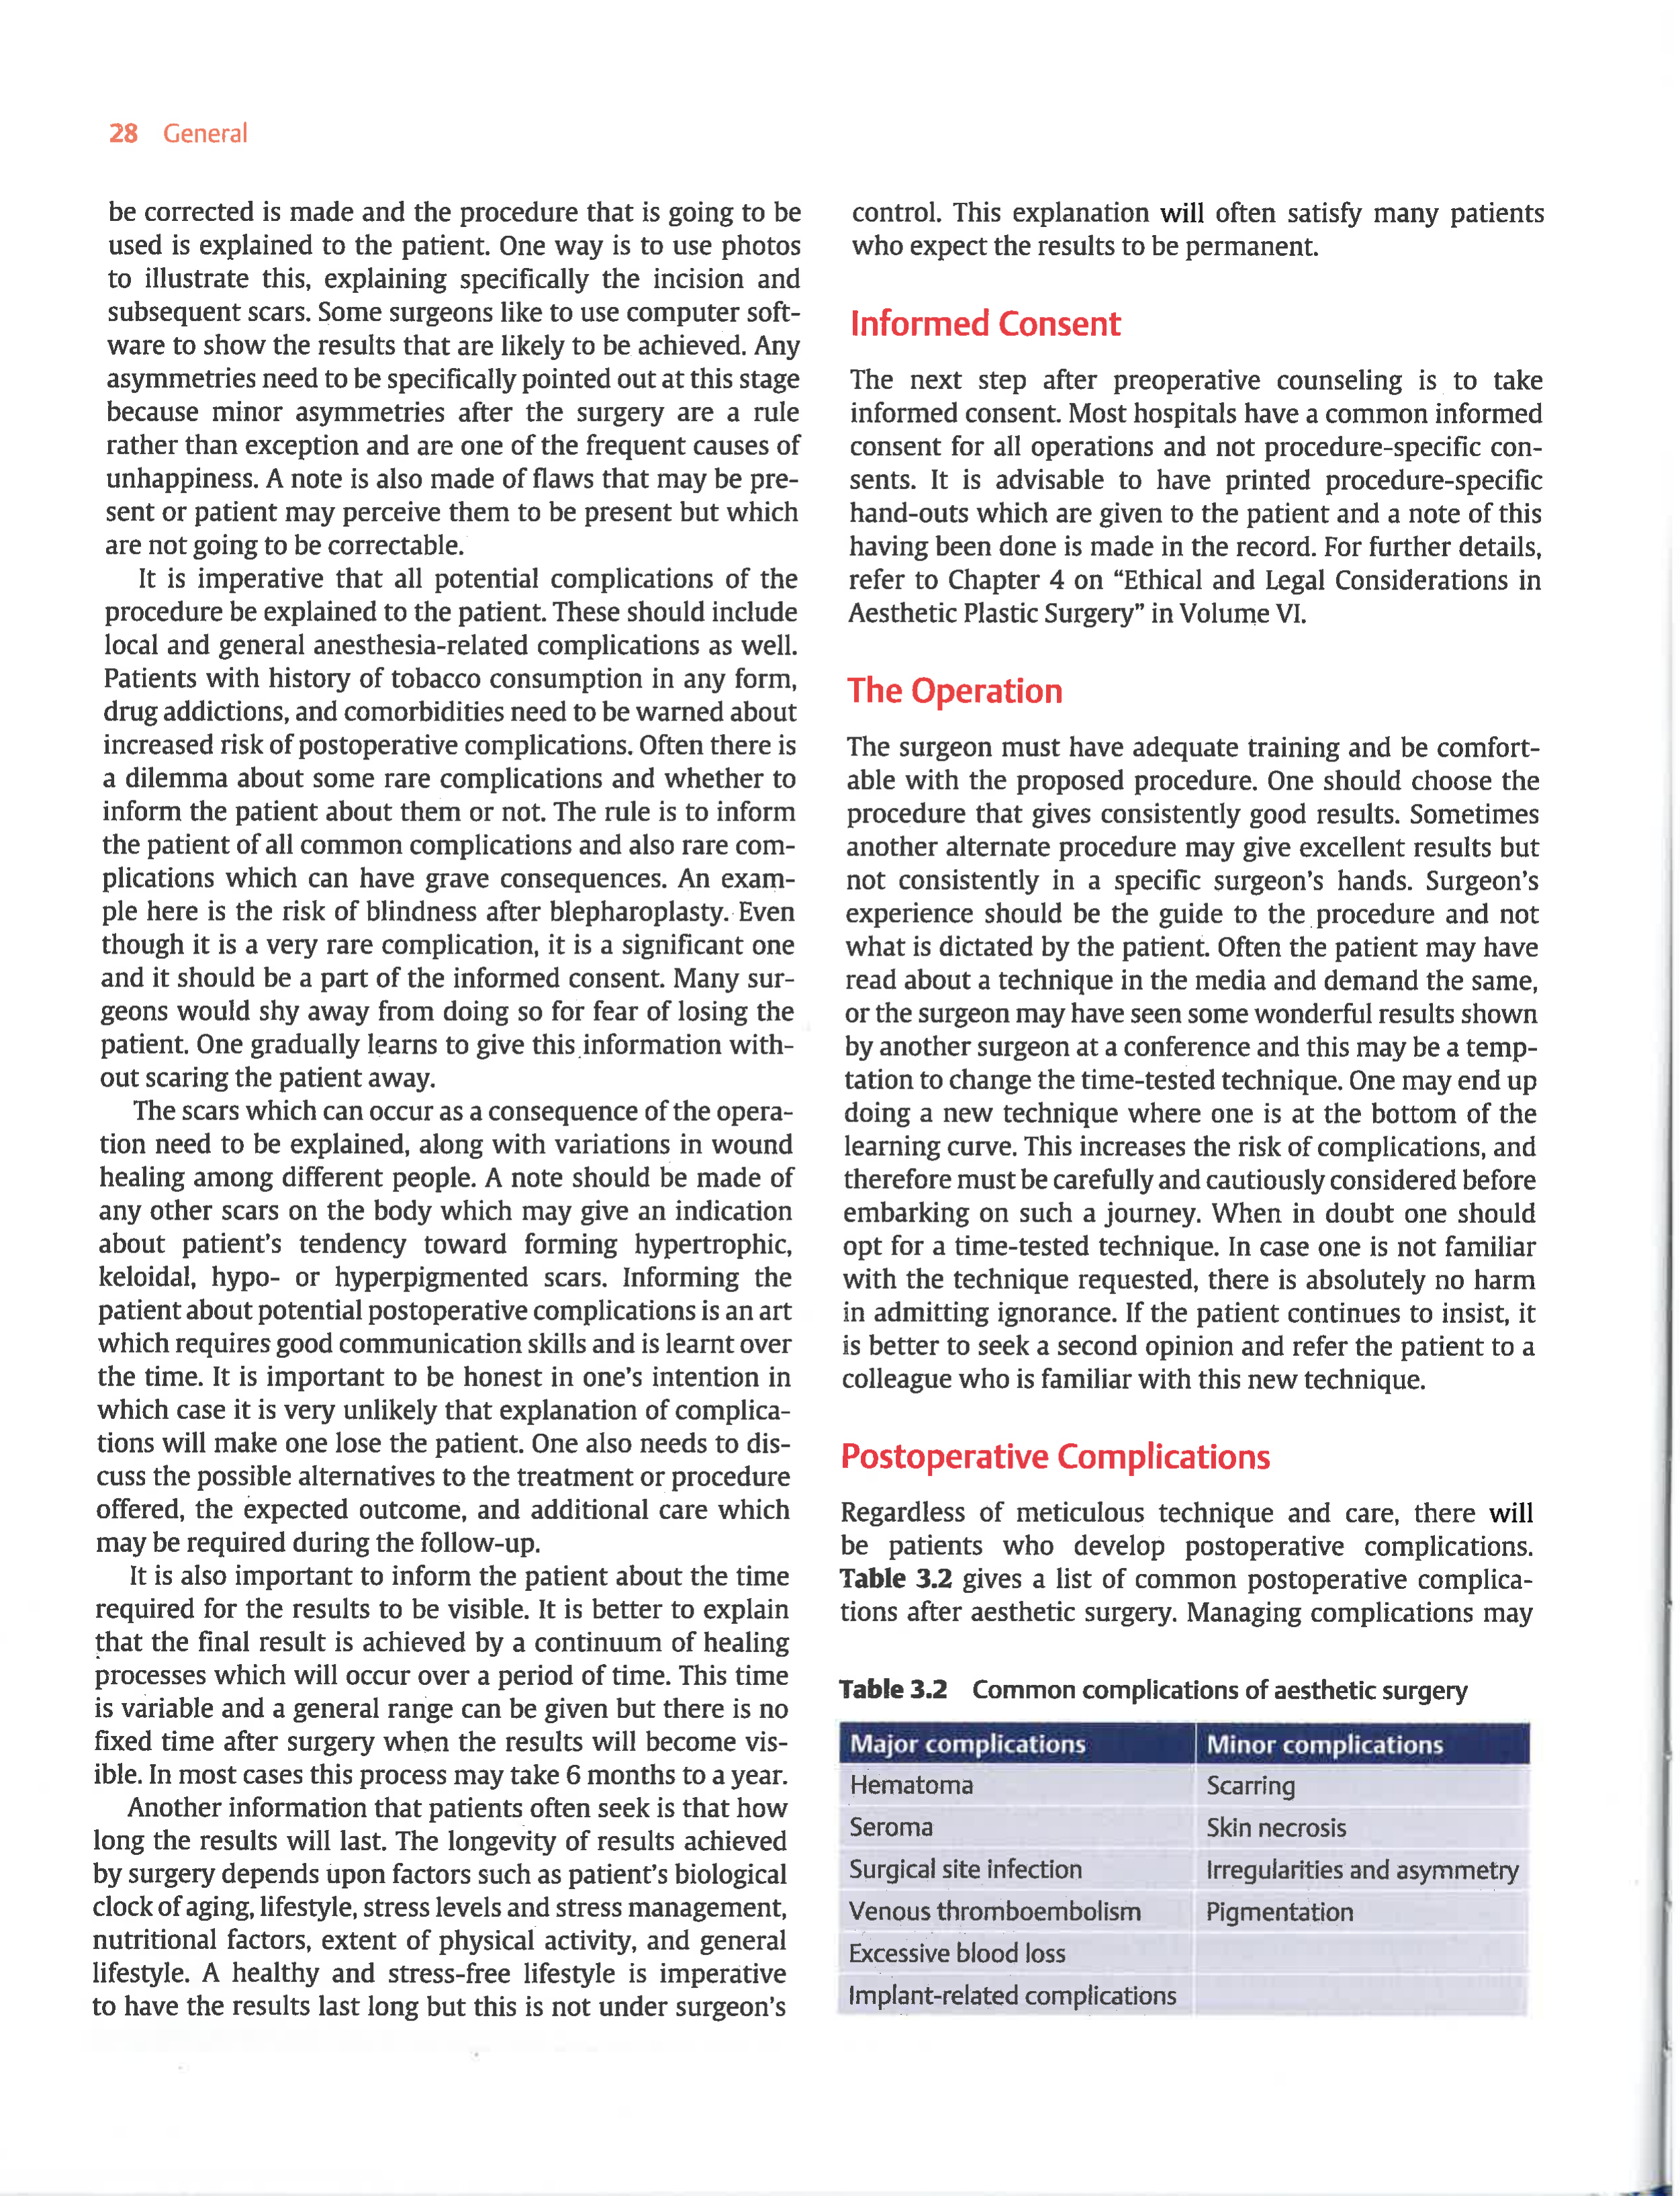 28 General
be corrected is made and the procedure that is going to be
used is explained to the patient. One way is to use photos
to illustrate this, explaining specifically the incision and
subsequent scars. Some surgeons like to use computer soft-
ware to show the results that are likely to be achieved. Any
asymmetries need to be specifically pointed out at this stage
because minor asymmetries after the surgery are a rule
rather than exception and are one of the frequent causes of
unhappiness. A note is also made of flaws that may be pre-
sent or patient may perceive them to be present but which
are not going to be correctable.
It is imperative that all potential complications of the
procedure be explained to the patient. These should include
local and general anesthesia-related complications as well.
Patients with history of tobacco consumption in any form,
drug addictions, and comorbidities need to be warned about
increased risk of postoperative complications. Often there is
a dilemma about some rare complications and whether to
inform the patient about them or not. The rule is to inform
the patient of all common complications and also rare com-
plications which can have grave consequences. An exam-
ple here is the risk of blindness after blepharoplasty. Even
though it is a very rare complication, it is a significant one
and it should be a part of the informed consent. Many sur-
geons would shy away from doing so for fear of losing the
patient. One gradually learns to give this information with-
out scaring the patient away.
The scars which can occur as a consequence of the opera-
tion need to be explained, along with variations in wound
healing among different people. A note should be made of
any other scars on the body which may give an indication
about patient's tendency toward forming hypertrophic,
keloidal, hypo- or hyperpigmented scars. Informing the
patient about potential postoperative complications is an art
which requires good communication skills and is learnt over
the time. It is important to be honest in one's intention in
which case it is very unlikely that explanation of complica-
tions will make one lose the patient. One also needs to dis-
cuss the possible alternatives to the treatment or procedure
offered, the expected outcome, and additional care which
may be required during the follow-up.
It is also important to inform the patient about the time
required for the results to be visible. It is better to explain
that the final result is achieved by a continuum of healing
processes which will occur over a period of time. This time
is variable and a general range can be given but there is no
fixed time after surgery when the results will become vis-
ible. In most cases this process may take 6 months to a year.
Another information that patients often seek is that how
long the results will last. The longevity of results achieved
by surgery depends upon factors such as patient's biological
clock of aging, lifestyle, stress levels and stress management,
nutritional factors, extent of physical activity, and general
lifestyle. A healthy and stress-free lifestyle is imperative
to have the results last long but this is not under surgeon's
control. This explanation will often satisfy many patients
who expect the results to be permanent.
Informed Consent
The next step after preoperative counseling is to take
informed consent. Most hospitals have a common informed
consent for all operations and not procedure-specific con-
sents. It is advisable to have printed procedure-specific
hand-outs which are given to the patient and a note of this
having been done is made in the record. For further details,
refer to Chapter 4 on “Ethical and Legal Considerations in
Aesthetic Plastic Surgery” in Volume VI.
The Operation
The surgeon must have adequate training and be comfort-
able with the proposed procedure. One should choose the
procedure that gives consistently good results. Sometimes
another alternate procedure may give excellent results but
not consistently in a specific surgeon's hands. Surgeon's
experience should be the guide to the procedure and not
what is dictated by the patient. Often the patient may have
read about a technique in the media and demand the same,
or the surgeon may have seen some wonderful results shown
by another surgeon at a conference and this may be a temp-
tation to change the time-tested technique. One may end up
doing a new technique where one is at the bottom of the
learning curve. This increases the risk of complications, and
therefore must be carefully and cautiously considered before
embarking on such a journey. When in doubt one should
opt for a time-tested technique. In case one is not familiar
with the technique requested, there is absolutely no harm
in admitting ignorance. If the patient continues to insist, it
is better to seek a second opinion and refer the patient to a
colleague who is familiar with this new technique.
Postoperative Complications
Regardless of meticulous technique and care, there will
be patients who develop postoperative complications.
Table 3.2 gives a list of common postoperative complica-
tions after aesthetic surgery. Managing complications may
Table 3.2 Common complications of aesthetic surgery
Major complications Minor complications
Hematoma Scarring
Seroma Skin necrosis
Surgical site infection Irregularities and asymmetry
Venous thromboembolism Pigmentation
Excessive blood loss
Implant-related complications